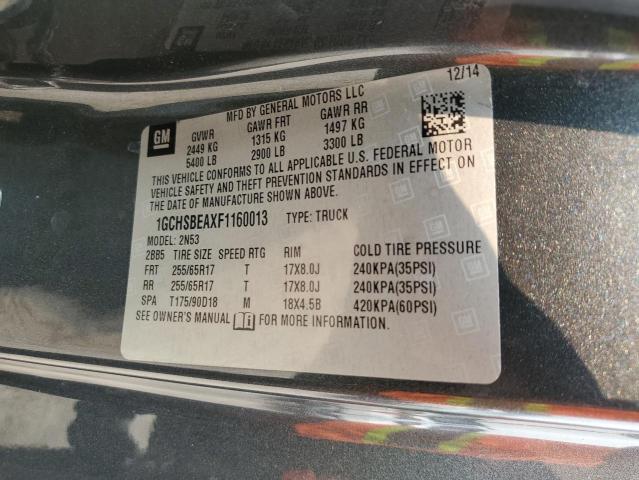 12/14
MFD BY GENERAL MOTORS LLC
GM GVWR GAWR FRT GAWR RR
2449 KG 1315 KG 1497 KG
5400 LB 2900 LB 3300 LB
THIS VEHICLE CONFORMS TO ALL APPLICABLE U.S. FEDERAL MOTOR
VEHICLE SAFETY AND THEFT PREVENTION STANDARDS IN EFFECT ON
THE DATE OF MANUFACTURE SHOWN ABOVE.
1GCHSBEAXF1160013 TYPE: TRUCK
MODEL: 2N53
2BB5 TIRE SIZE SPEED RTG RIM COLD TIRE PRESSURE
FRT 255/65R17 T 17X8.0J 240KPA(35PSI)
RR 255/65R17 T 17X8.0J 240KPA(35PSI)
SPA T175/90D18 M 18X4.5B 420KPA(60PSI)
SEE OWNER'S MANUAL FOR MORE INFORMATION.